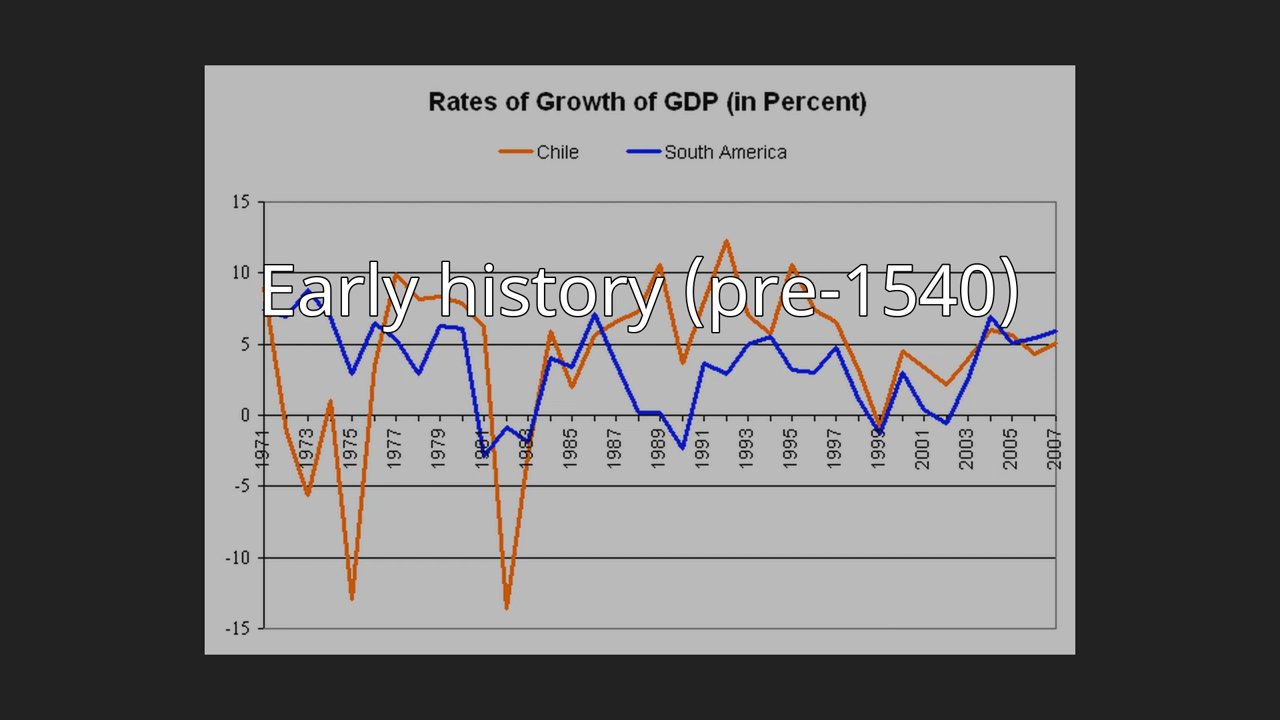 Rates of Growth of GDP (in Percent)
Chile South America
15
10
Early history (pre-1540)
5
0
1971 1973 1975 1977 1979 1981 1983 1985 1987 1989 1991 1993 1995 1997 1999 2001 2003 2005 2007
-5
-10
-15